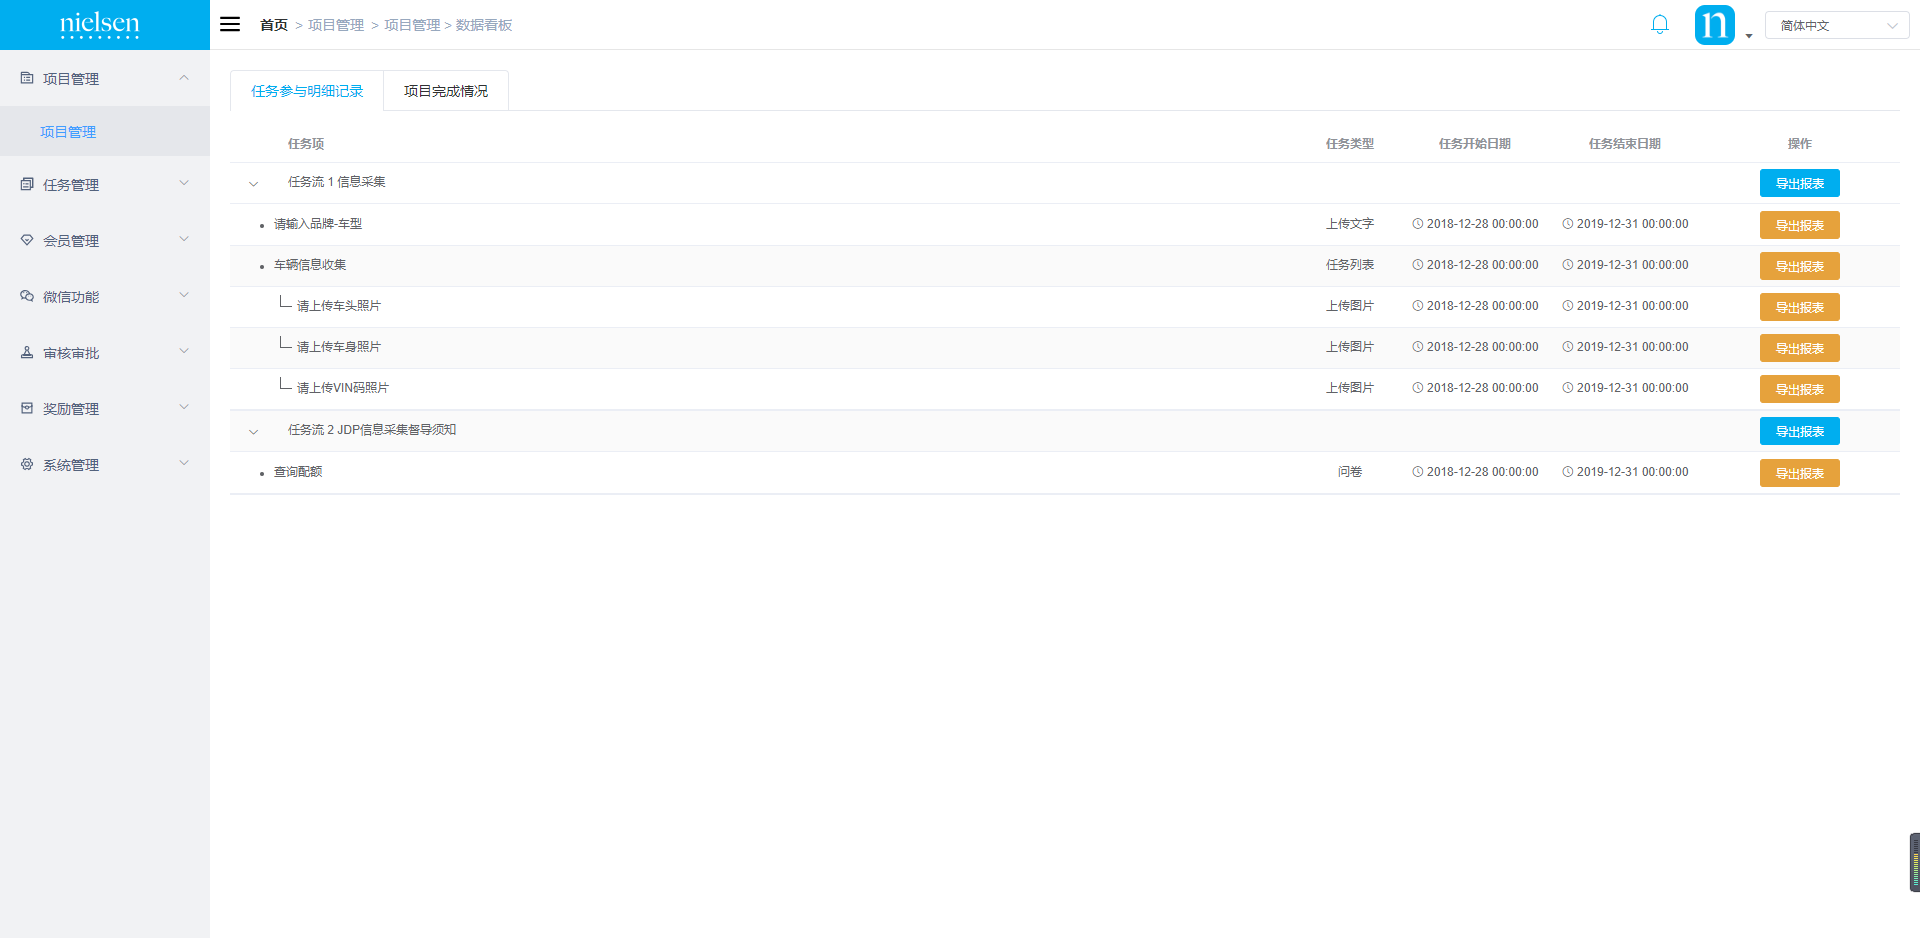 nielsen
首页 > 项目管理 > 项目管理 > 数据看板
n
简体中文
项目管理
项目管理
任务管理
会员管理
微信功能
审核审批
奖励管理
系统管理
任务参与明细记录 项目完成情况
任务项 任务类型 任务开始日期 任务结束日期 操作
任务流 1 信息采集 导出报表
请输入品牌-车型 上传文字 2018-12-28 00:00:00 2019-12-31 00:00:00 导出报表
车辆信息收集 任务列表 2018-12-28 00:00:00 2019-12-31 00:00:00 导出报表
请上传车头照片 上传图片 2018-12-28 00:00:00 2019-12-31 00:00:00 导出报表
请上传车身照片 上传图片 2018-12-28 00:00:00 2019-12-31 00:00:00 导出报表
请上传VIN码照片 上传图片 2018-12-28 00:00:00 2019-12-31 00:00:00 导出报表
任务流 2 JDP信息采集督导须知 导出报表
查询配额 问卷 2018-12-28 00:00:00 2019-12-31 00:00:00 导出报表